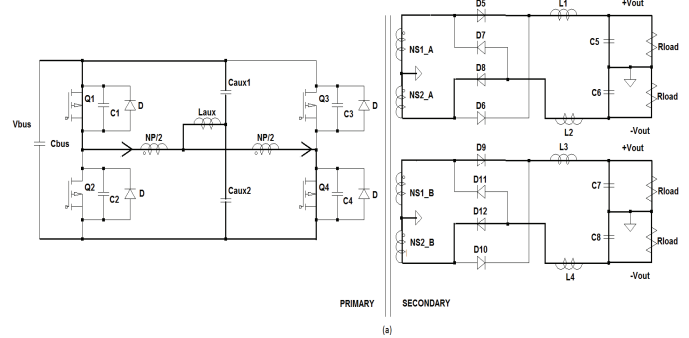 D5
L1
+Vout
D7
NS1_A
C5
Rload
D8
NS2_A
C6
Rload
D6
L2
-Vout
Q1
C1
D
Caux1
Q3
C3
D
Laux
Vbus
Cbus
NP/2
NP/2
Q2
C2
D
Caux2
Q4
C4
D
D9
L3
+Vout
D11
NS1_B
C7
Rload
D12
NS2_B
C8
Rload
D10
L4
-Vout
PRIMARY
SECONDARY
(a)